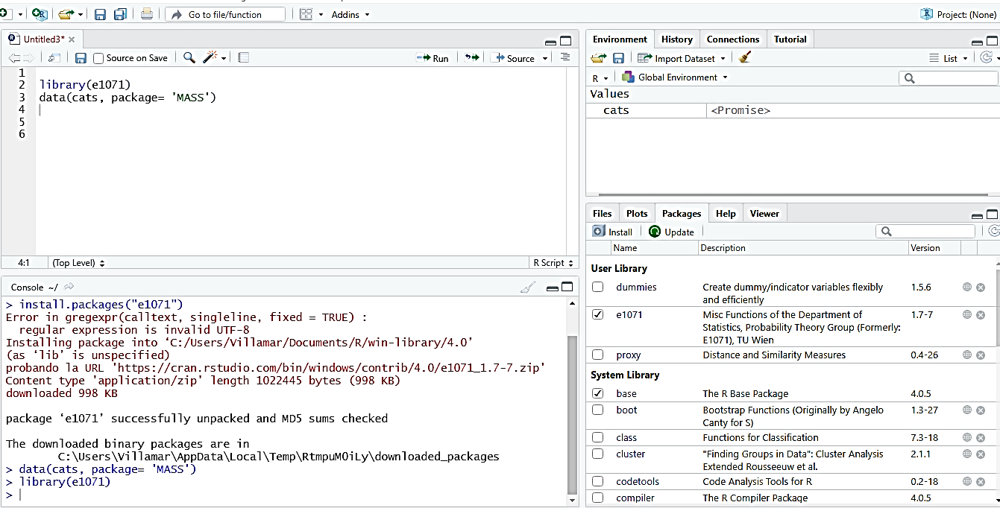 Go to file/function
Addins
Project: (None)
Untitled3*
Source on Save
Run
Source
1
2 library(e1071)
3 data(cats, package= 'MASS')
4
5
6
4:1 (Top Level) R Script
Console ~/
> install.packages("e1071")
Error in gregexpr(calltext, singleline, fixed = TRUE) :
regular expression is invalid UTF-8
Installing package into ‘C:/Users/Villamar/Documents/R/win-library/4.0’
(as ‘lib’ is unspecified)
probando la URL 'https://cran.rstudio.com/bin/windows/contrib/4.0/e1071_1.7-7.zip'
Content type 'application/zip' length 1022445 bytes (998 KB)
downloaded 998 KB
package ‘e1071’ successfully unpacked and MD5 sums checked
The downloaded binary packages are in
C:\Users\Villamar\AppData\Local\Temp\RtmpuMOiLy\downloaded_packages
> data(cats, package= 'MASS')
> library(e1071)
>
Environment History Connections Tutorial
Import Dataset
List
R
Global Environment
Values
cats <Promise>
Files Plots Packages Help Viewer
Install Update
Name Description Version
User Library
dummies Create dummy/indicator variables flexibly 1.5.6
and efficiently
e1071 Misc Functions of the Department of 1.7-7
Statistics, Probability Theory Group (Formerly:
E1071), TU Wien
proxy Distance and Similarity Measures 0.4-26
System Library
base The R Base Package 4.0.5
boot Bootstrap Functions (Originally by Angelo 1.3-27
Canty for S)
class Functions for Classification 7.3-18
cluster "Finding Groups in Data": Cluster Analysis 2.1.1
Extended Rousseeuw et al.
codetools Code Analysis Tools for R 0.2-18
compiler The R Compiler Package 4.0.5